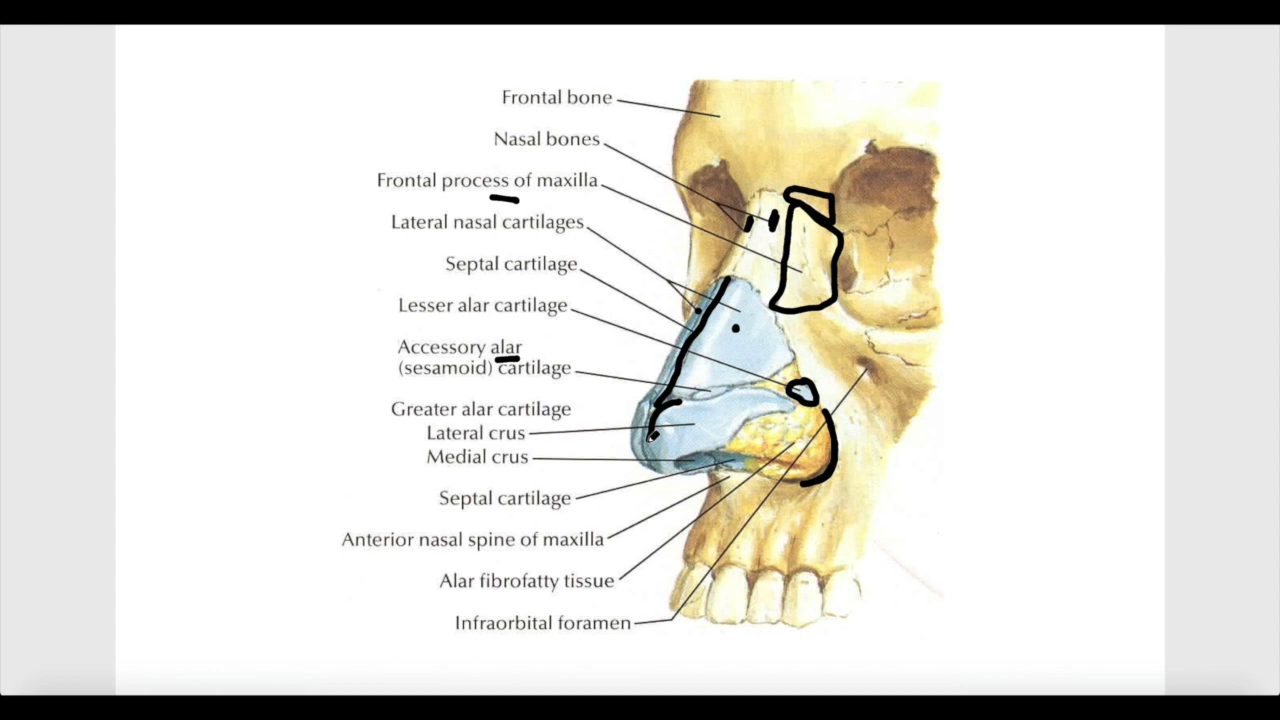 Frontal bone
Nasal bones
Frontal process of maxilla
Lateral nasal cartilages
Septal cartilage
Lesser alar cartilage
Accessory alar
(sesamoid) cartilage
Greater alar cartilage
Lateral crus
Medial crus
Septal cartilage
Anterior nasal spine of maxilla
Alar fibrofatty tissue
Infraorbital foramen